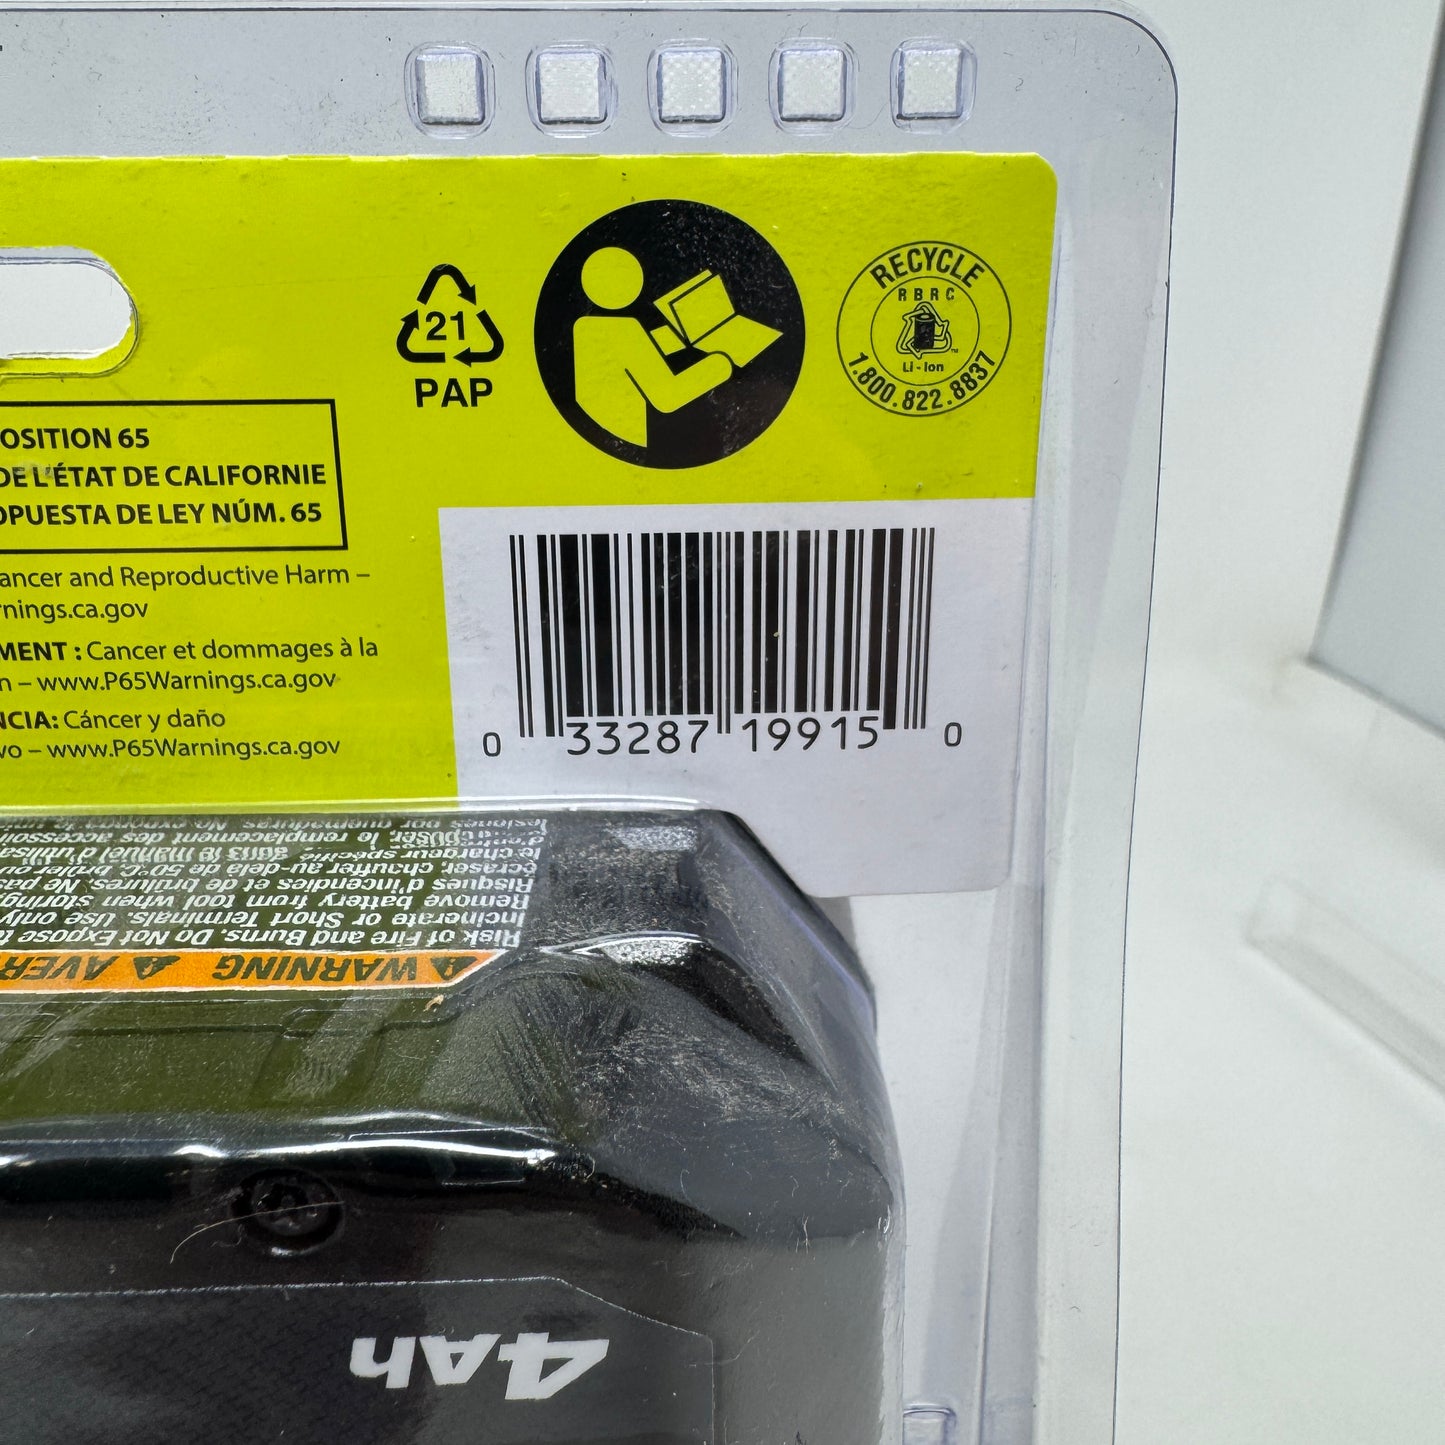 21
PAP
RECYCLE
RBRC
Li-Ion
1.800.822.8837
OSITION 65
DE L'ÉTAT DE CALIFORNIE
OPUESTA DE LEY NÚM. 65
ancer and Reproductive Harm –
rnings.ca.gov
MENT : Cancer et dommages à la
n – www.P65Warnings.ca.gov
NCIA: Cáncer y daño
vo – www.P65Warnings.ca.gov
0 33287 19915 0
WARNING AVER
Risk of Fire and Burns. Do Not Expose t
Incinerate or Short Terminals. Use only
Remove battery from tool when storing
Risques d'incendies et de brûlures. Ne pas
écraser, chauffer au-delà de 50°C, brûler ou
le chargeur spécifié
le remplacement des accessoi
4Ah